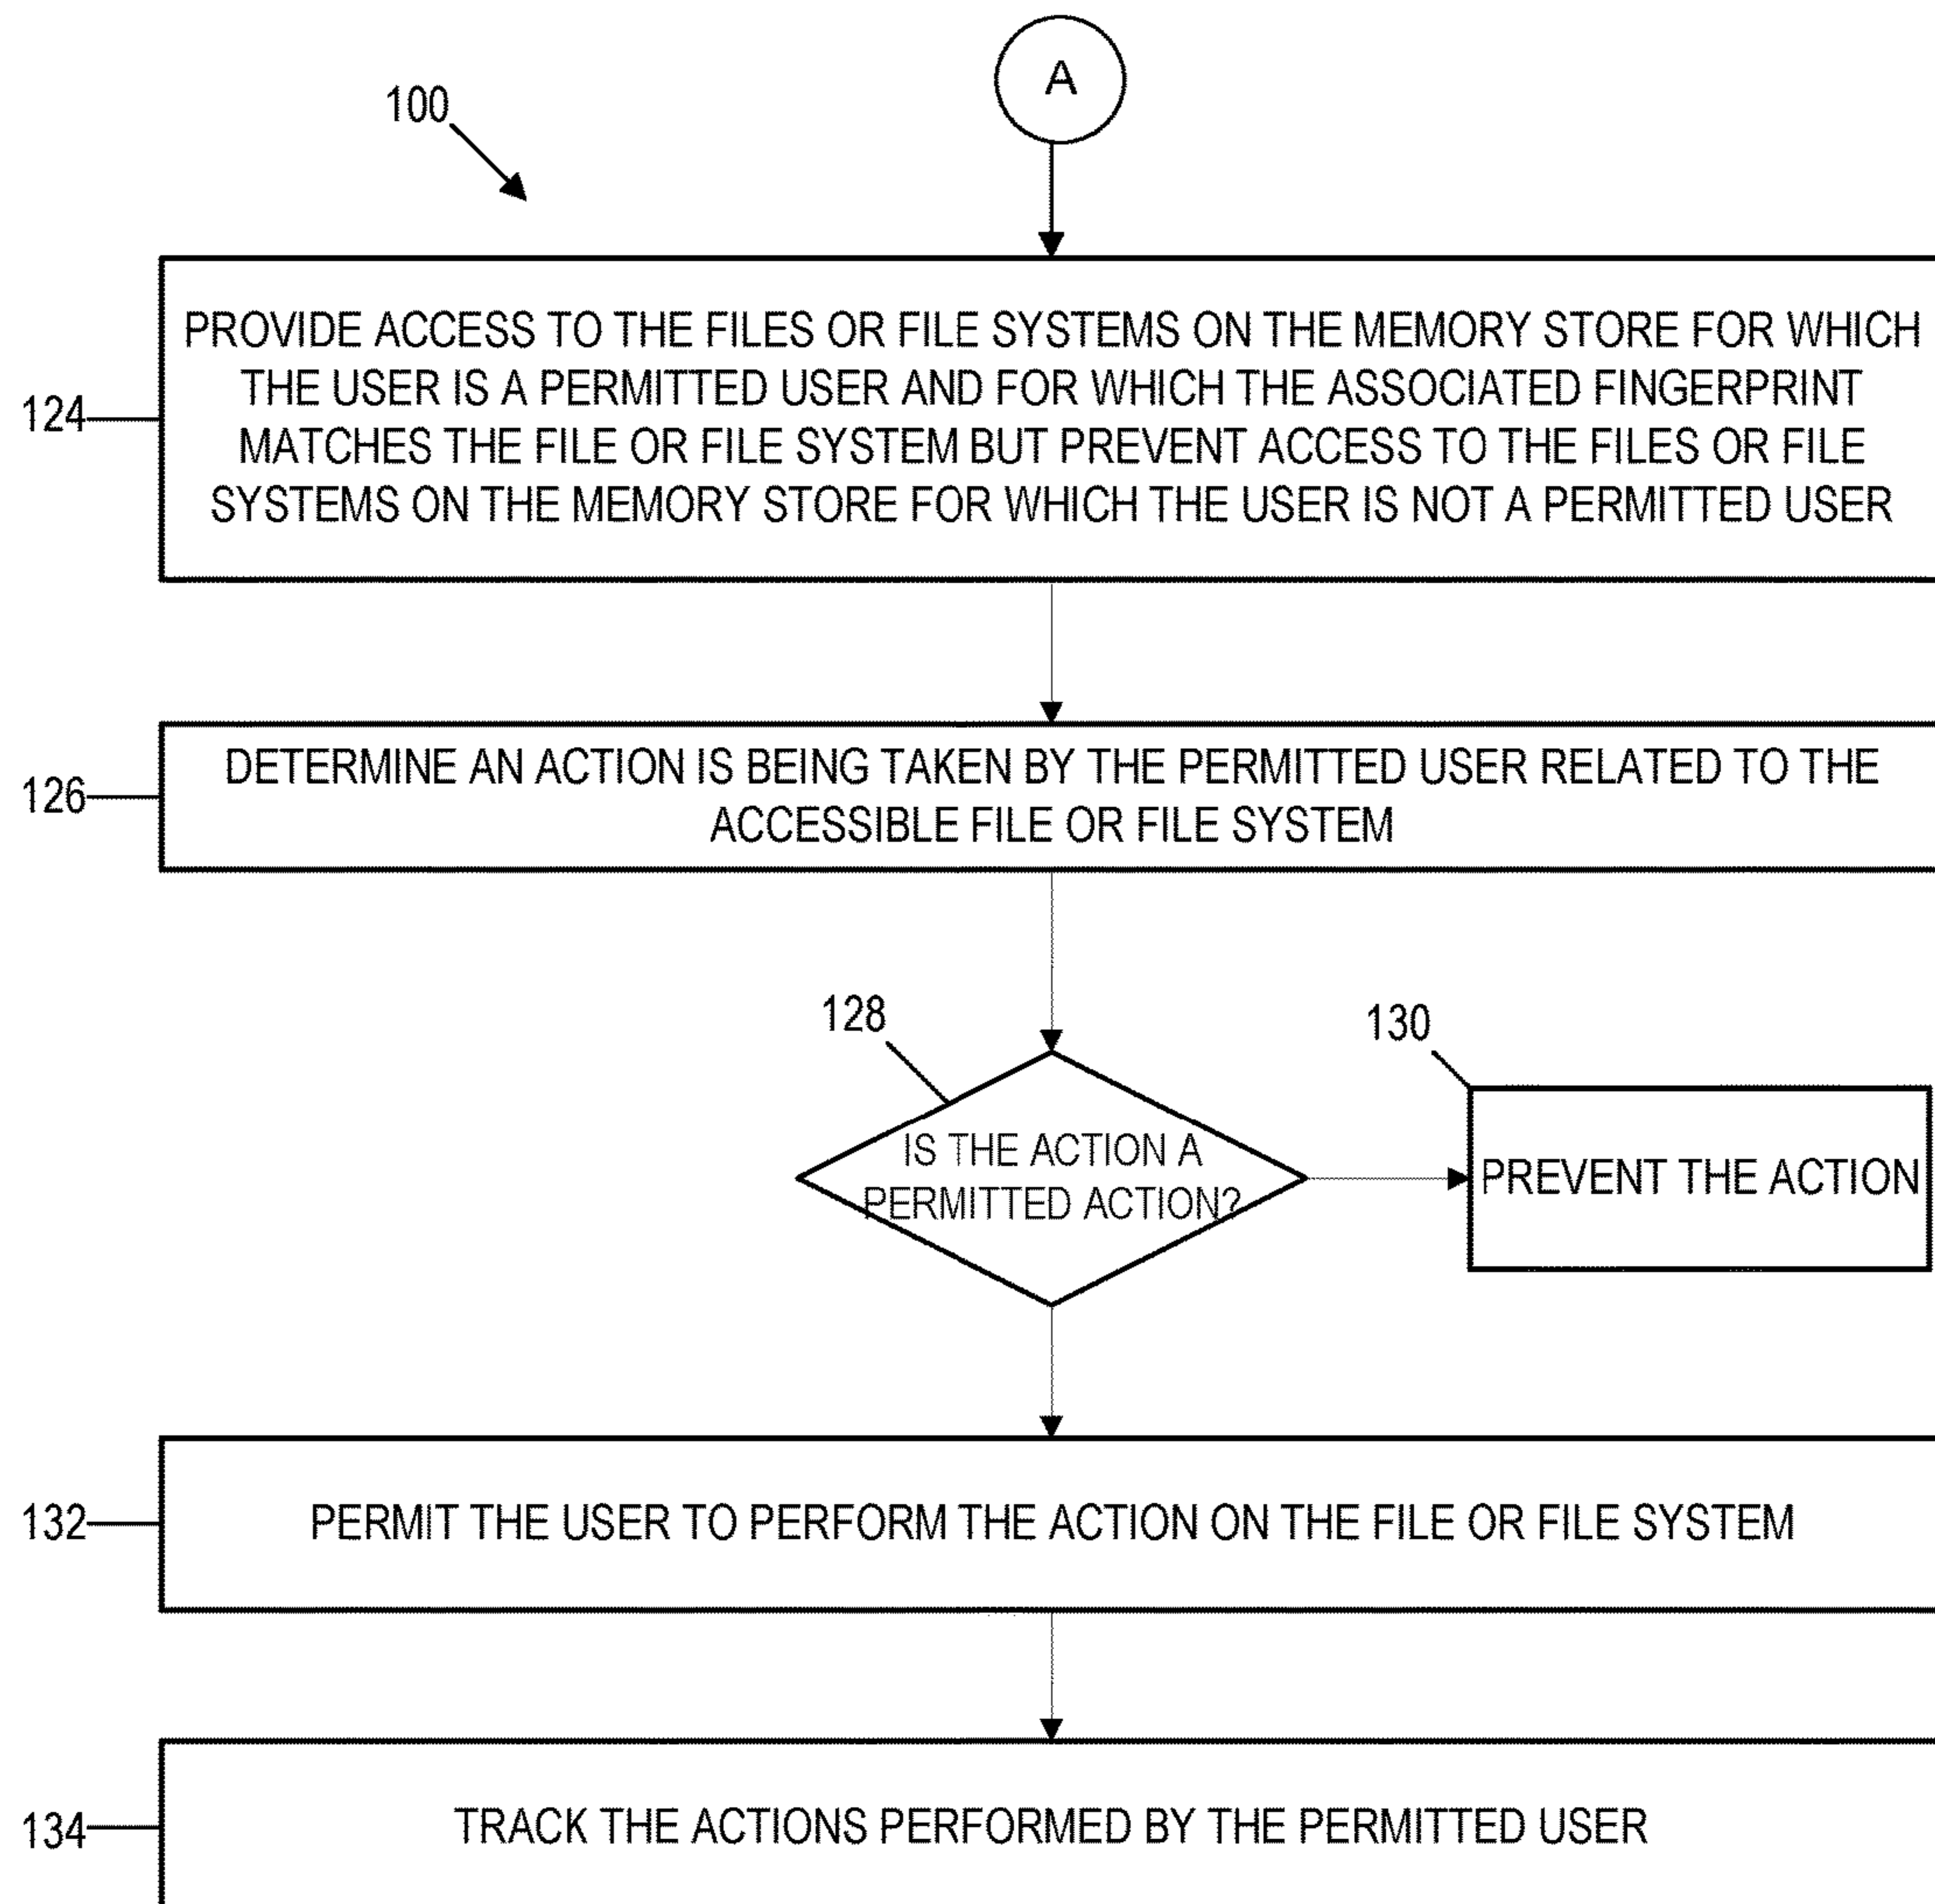 A
100
PROVIDE ACCESS TO THE FILES OR FILE SYSTEMS ON THE MEMORY STORE FOR WHICH
THE USER IS A PERMITTED USER AND FOR WHICH THE ASSOCIATED FINGERPRINT
124
MATCHES THE FILE OR FILE SYSTEM BUT PREVENT ACCESS TO THE FILES OR FILE
SYSTEMS ON THE MEMORY STORE FOR WHICH THE USER IS NOT A PERMITTED USER
126
DETERMINE AN ACTION IS BEING TAKEN BY THE PERMITTED USER RELATED TO THE
ACCESSIBLE FILE OR FILE SYSTEM
128
130
IS THE ACTION A
PERMITTED ACTION?
PREVENT THE ACTION
132
PERMIT THE USER TO PERFORM THE ACTION ON THE FILE OR FILE SYSTEM
134
TRACK THE ACTIONS PERFORMED BY THE PERMITTED USER